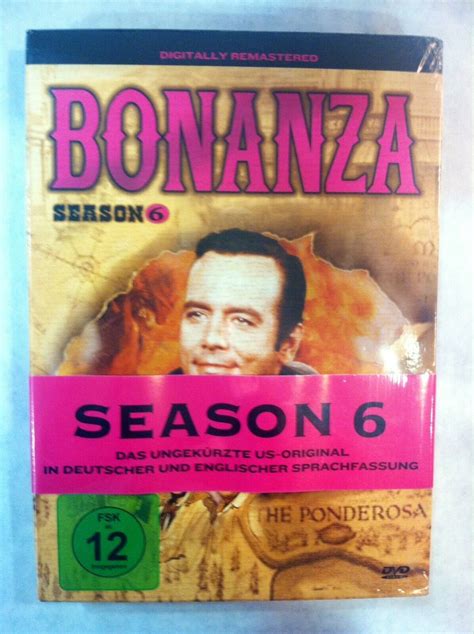 DIGITALLY REMASTERED
BONANZA
SEASON 6
SEASON 6
DAS UNGEKÜRZTE US-ORIGINAL
IN DEUTSCHER UND ENGLISCHER SPRACHFASSUNG
FSK
12
THE PONDEROSA
DVD